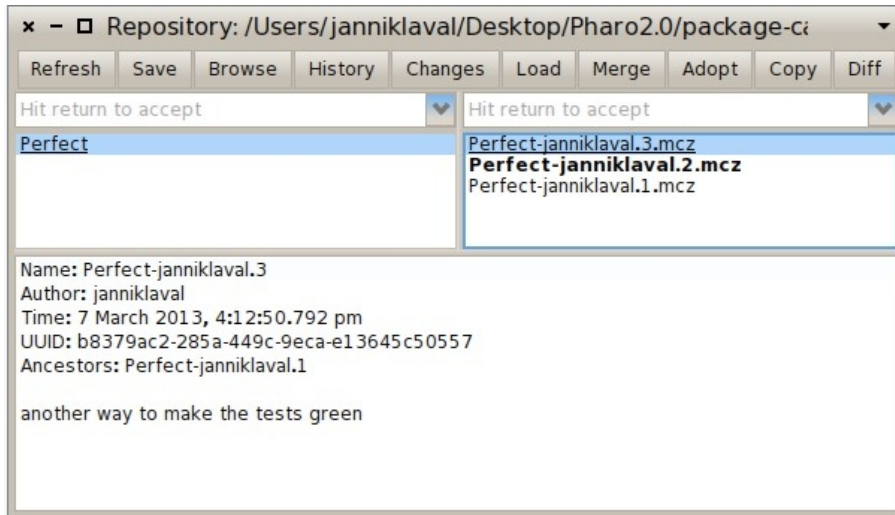 Repository: /Users/janniklaval/Desktop/Pharo2.0/package-ca
Refresh Save Browse History Changes Load Merge Adopt Copy Diff
Hit return to accept
Hit return to accept
Perfect
Perfect-janniklaval.3.mcz
Perfect-janniklaval.2.mcz
Perfect-janniklaval.1.mcz
Name: Perfect-janniklaval.3
Author: janniklaval
Time: 7 March 2013, 4:12:50.792 pm
UUID: b8379ac2-285a-449c-9eca-e13645c50557
Ancestors: Perfect-janniklaval.1
another way to make the tests green